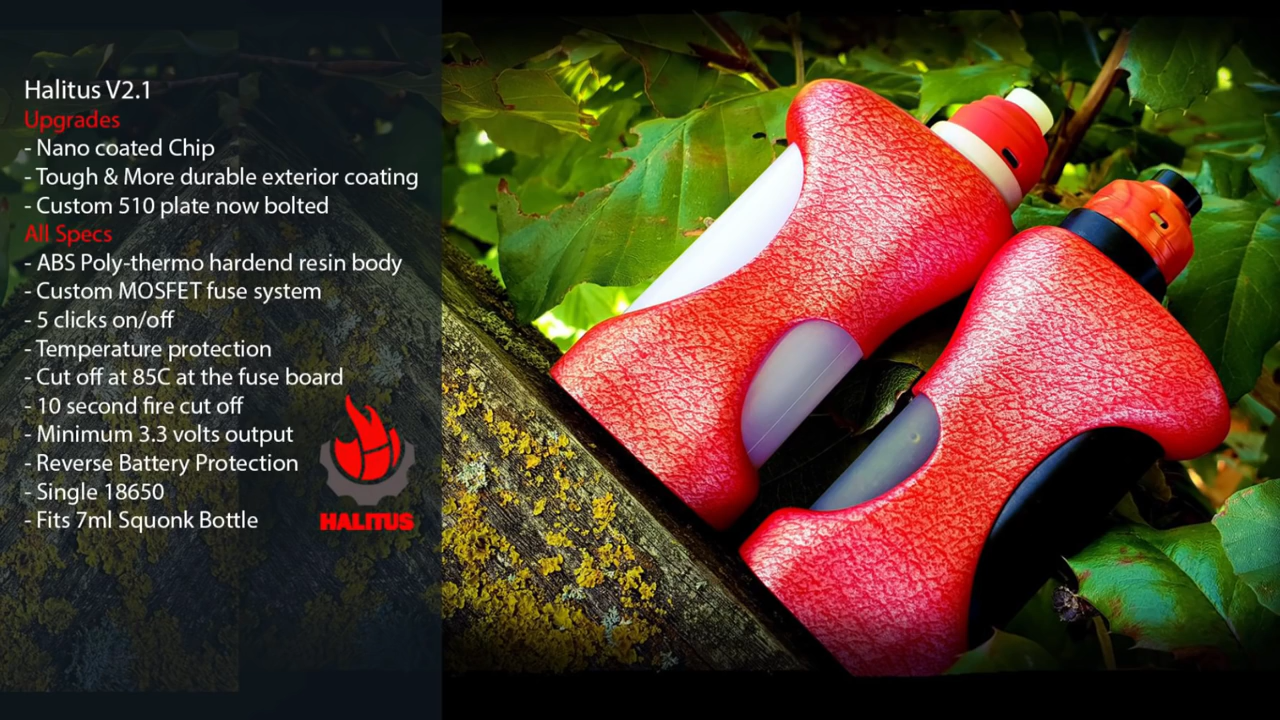 Halitus V2.1
Upgrades
- Nano coated Chip
- Tough & More durable exterior coating
- Custom 510 plate now bolted
All Specs
- ABS Poly-thermo hardend resin body
- Custom MOSFET fuse system
- 5 clicks on/off
- Temperature protection
- Cut off at 85C at the fuse board
- 10 second fire cut off
- Minimum 3.3 volts output
- Reverse Battery Protection
- Single 18650
- Fits 7ml Squonk Bottle
HALITUS